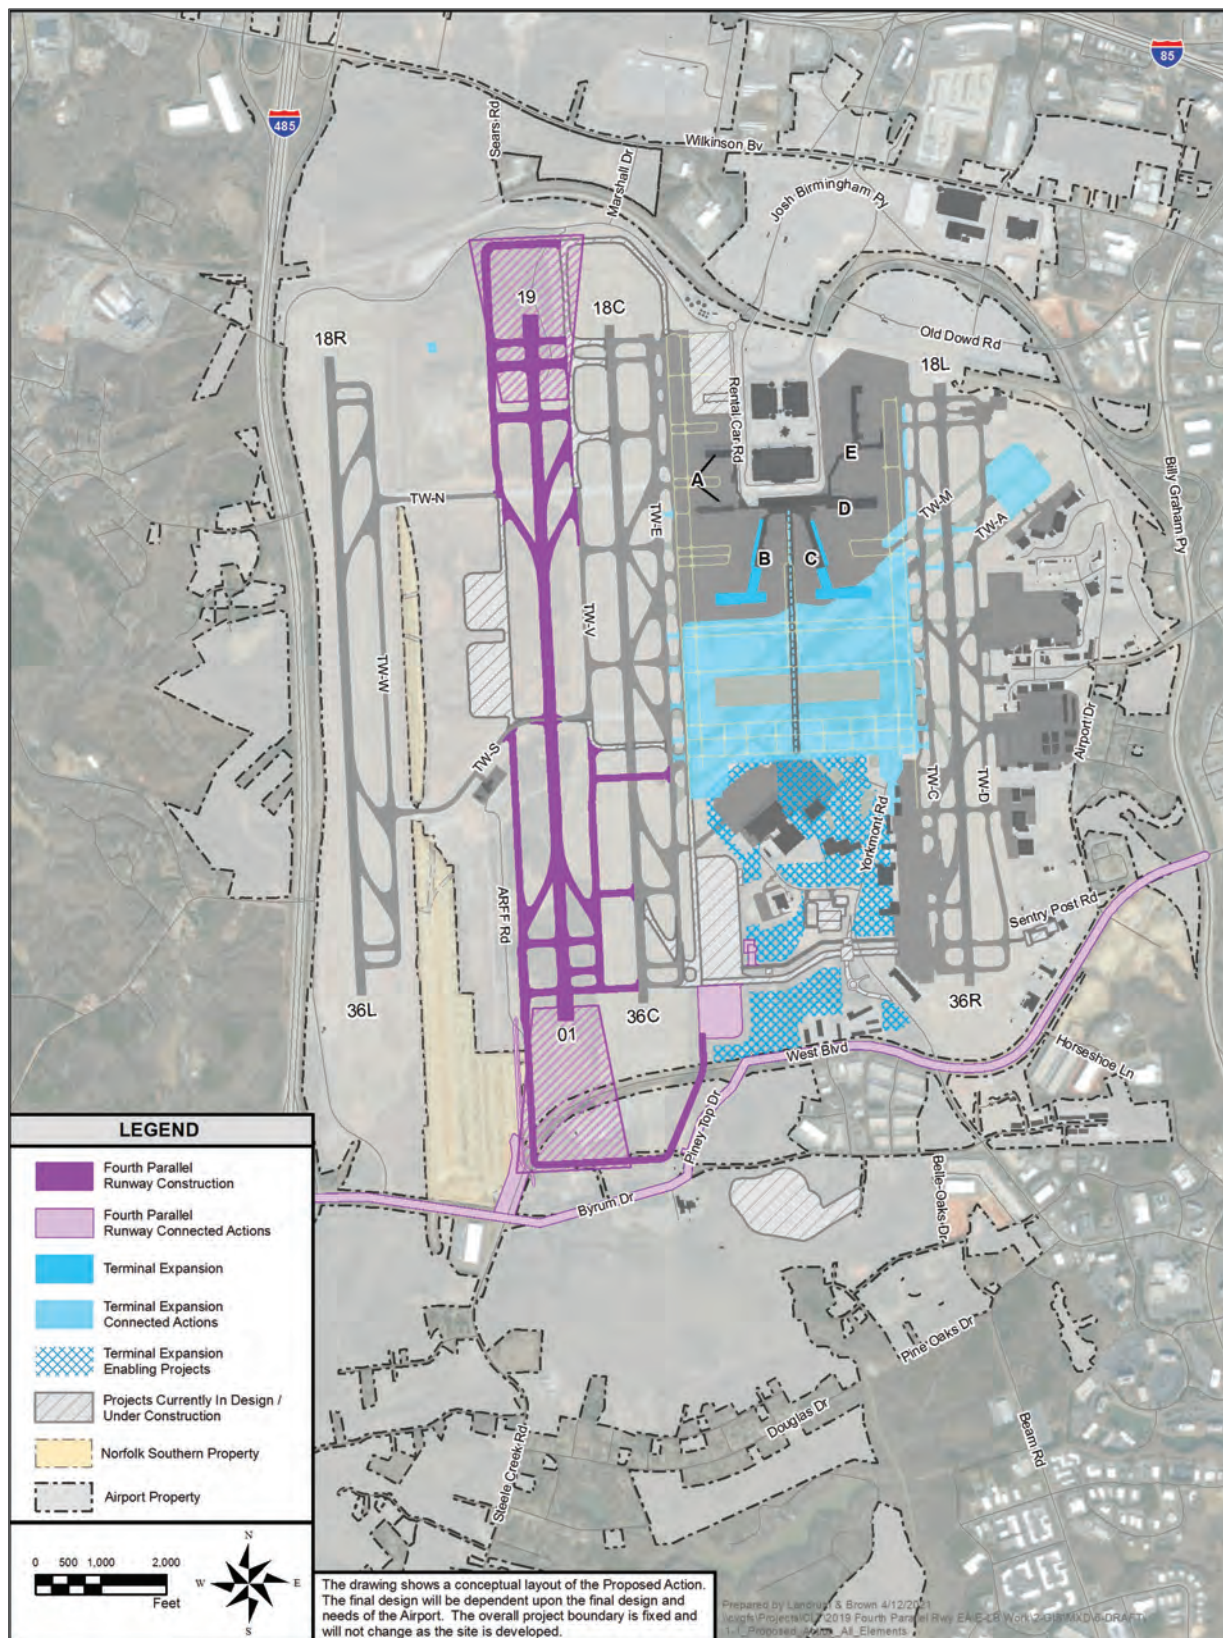 85
485
Sears Rd
Wilkinson Bv
Marshall Dr
Josh Birmingham Py
19
18C
18R
Old Dowd Rd
18L
Rental Car Rd
E
A
Billy Graham Py
TW-N
D
TW-M
TW-E
TW-A
B
C
TW-V
TW-W
Airport Dr
TW-S
TW-C
TW-D
Yorkmont Rd
ARFF Rd
Sentry Post Rd
36L
36C
36R
01
West Blvd
Horseshoe Ln
Piney Top Dr
Belle-Oaks Dr
Byrum Dr
Pine Oaks Dr
Douglas Dr
Steele Creek Rd
Beam Rd
LEGEND
Fourth Parallel
Runway Construction
Fourth Parallel
Runway Connected Actions
Terminal Expansion
Terminal Expansion
Connected Actions
Terminal Expansion
Enabling Projects
Projects Currently In Design /
Under Construction
Norfolk Southern Property
Airport Property
0 500 1,000 2,000
Feet
N
W E
S
The drawing shows a conceptual layout of the Proposed Action.
The final design will be dependent upon the final design and
needs of the Airport. The overall project boundary is fixed and
will not change as the site is developed.
Prepared by Landrum & Brown 4/12/2021